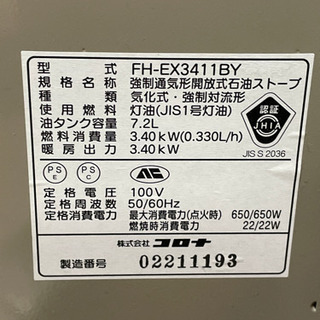 型式 FH-EX3411BY
規格名称 強制通気形開放式石油ストーブ
形式 気化式・強制対流形
使用燃料 灯油(JIS1号灯油)
油タンク容量 7.2L
燃料消費量 3.40kW(0.330L/h)
暖房出力 3.40kW
認証
JHIA
JIS S 2036
PS
E
PS
C
定格電圧 100V
定格周波数 50/60Hz
定格消費電力 最大消費電力(点火時) 650/650W
燃焼時消費電力 22/22W
株式会社 コロナ
製造番号 02211193